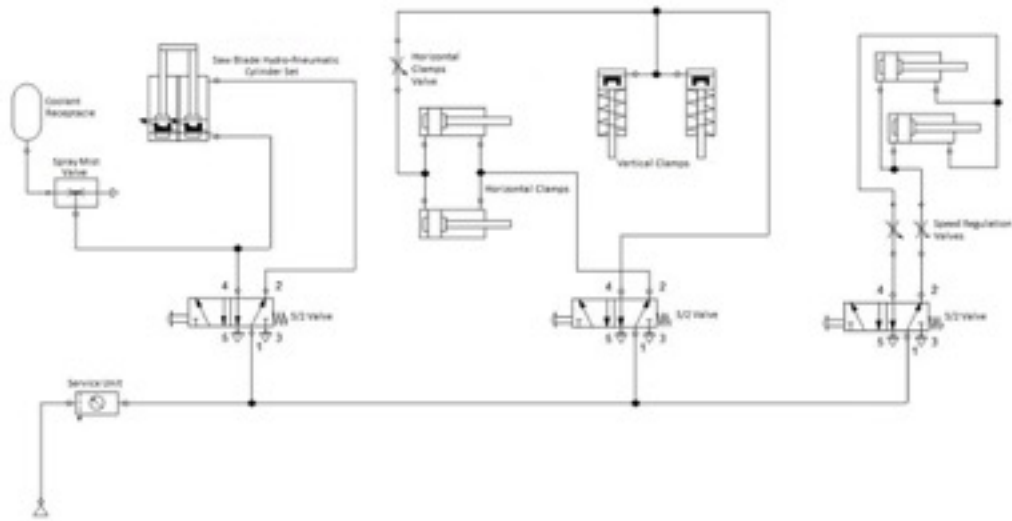 Saw-Blade Hydro-Pneumatic
Cylinder Set
Horizontal
Clamps
Valve
Coolant
Receptacle
Spray Mist
Valve
Vertical Clamps
Horizontal Clamps
Speed Regulation
Valves
4 2
5/2 Valve
5 1 3
4 2
5/2 Valve
5 1 3
4 2
5/2 Valve
5 1 3
Service Unit